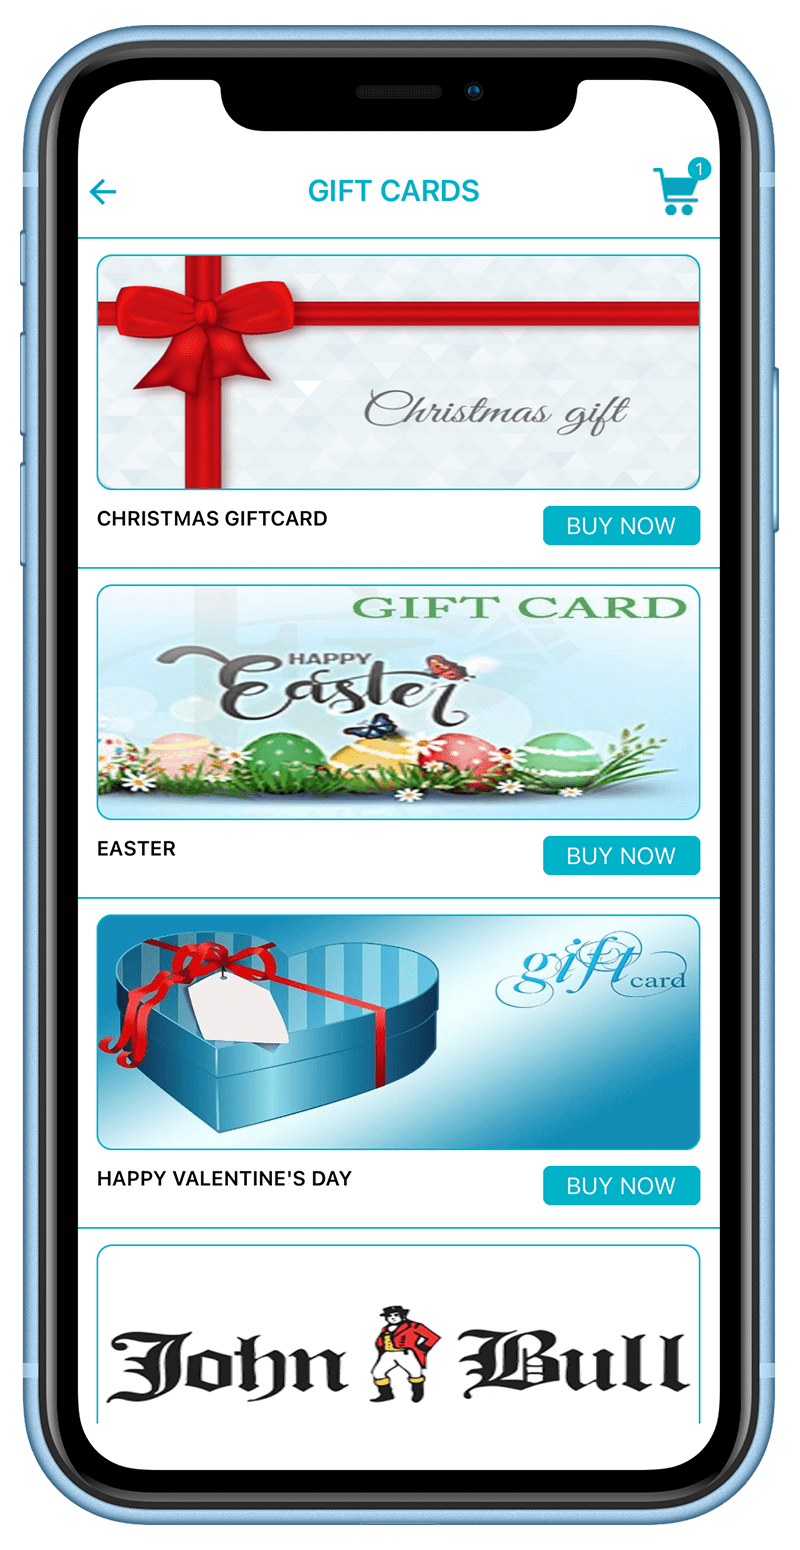 GIFT CARDS
1
Christmas gift
CHRISTMAS GIFTCARD
BUY NOW
GIFT CARD
HAPPY
Easter
EASTER
BUY NOW
gift
card
HAPPY VALENTINE'S DAY
BUY NOW
John Bull